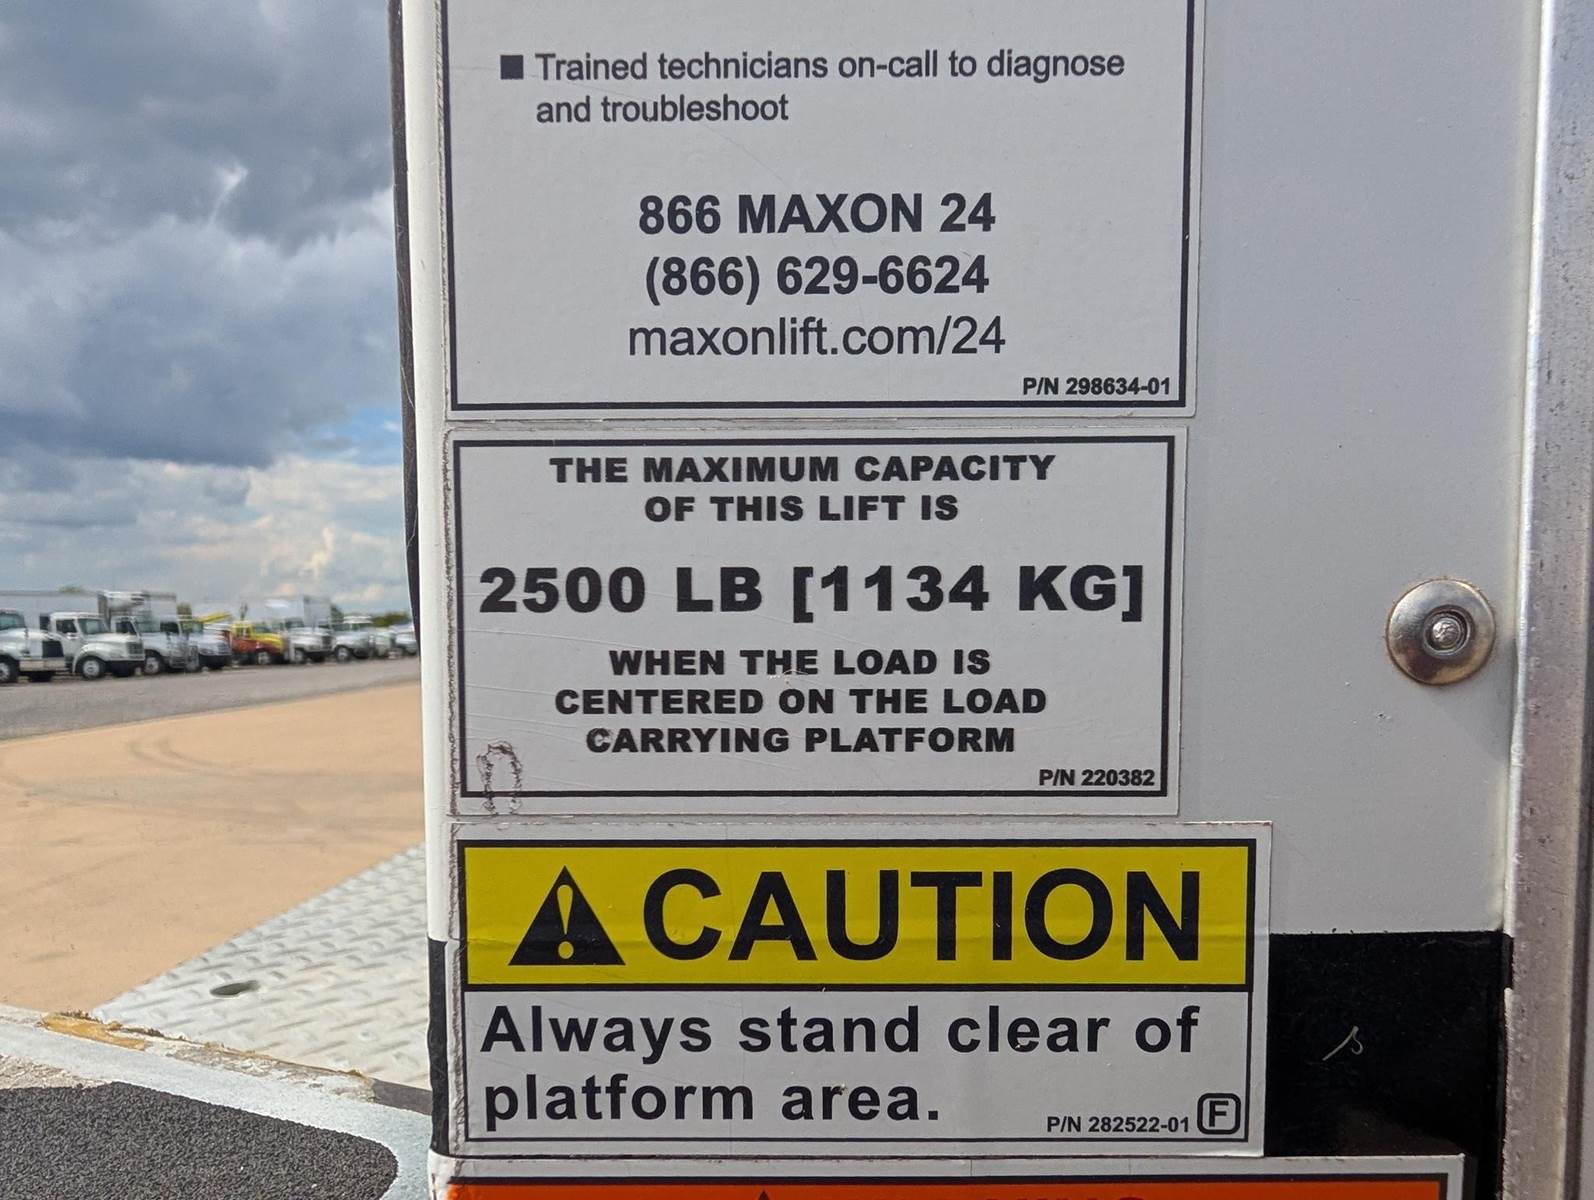 ■ Trained technicians on-call to diagnose
and troubleshoot
866 MAXON 24
(866) 629-6624
maxonlift.com/24
P/N 298634-01
THE MAXIMUM CAPACITY
OF THIS LIFT IS
2500 LB [1134 KG]
WHEN THE LOAD IS
CENTERED ON THE LOAD
CARRYING PLATFORM
P/N 220382
CAUTION
Always stand clear of
platform area.
P/N 282522-01 F